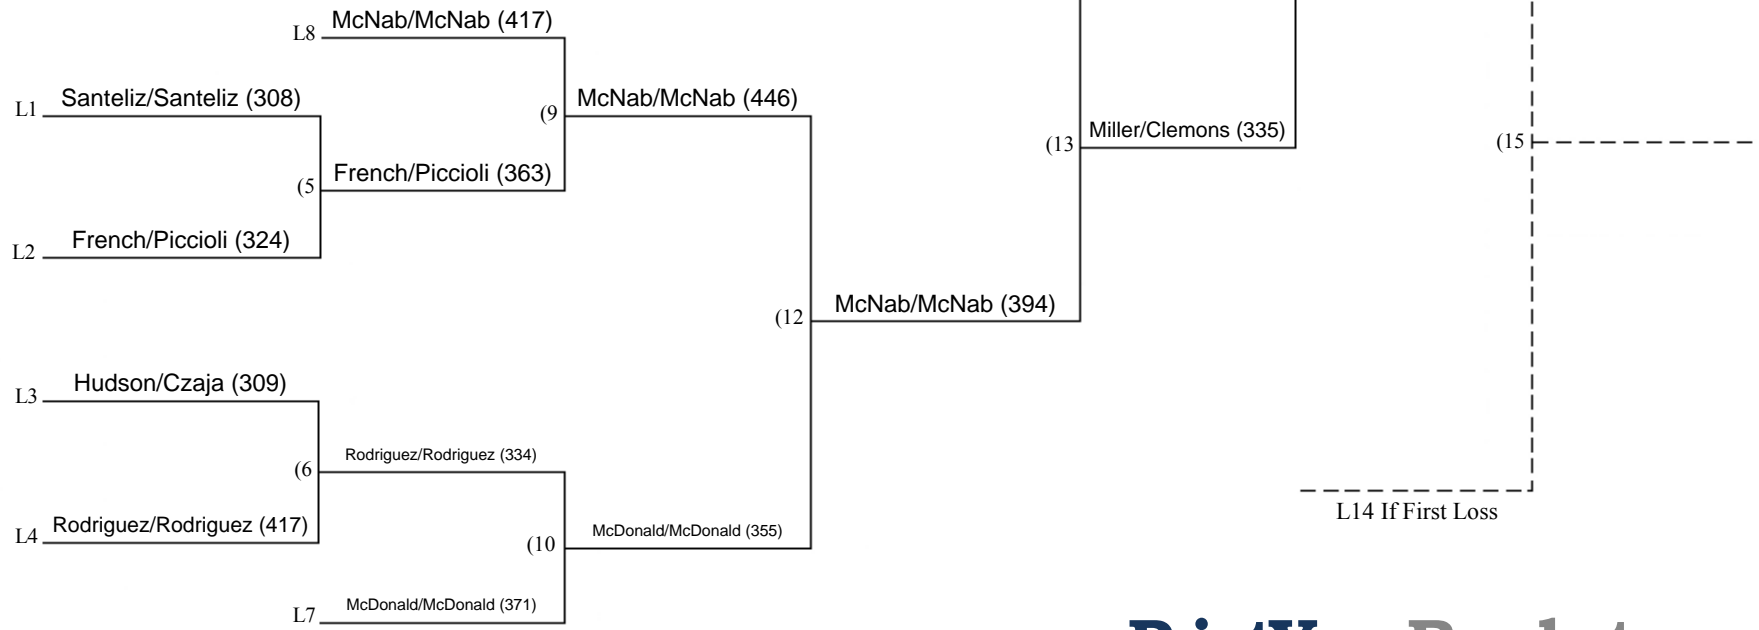 McNab/McNab (417)
L8
Santeliz/Santeliz (308)
L1
McNab/McNab (446)
(9
Miller/Clemons (335)
(13
(15
French/Piccioli (363)
(5
French/Piccioli (324)
L2
McNab/McNab (394)
(12
Hudson/Czaja (309)
L3
Rodriguez/Rodriguez (334)
(6
L14 If First Loss
Rodriguez/Rodriguez (417)
L4
McDonald/McDonald (355)
(10
McDonald/McDonald (371)
L7